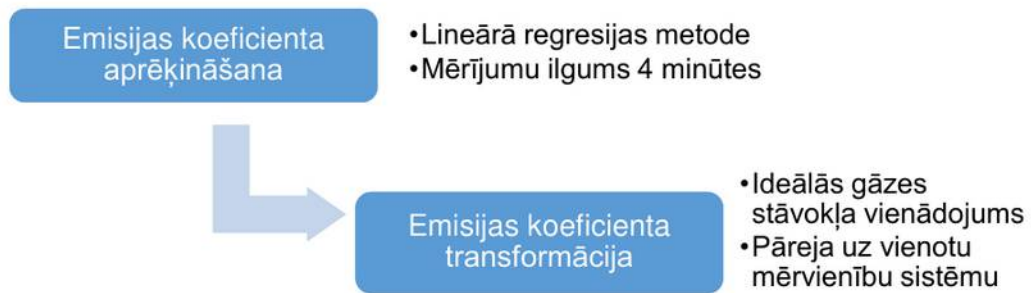 Emisijas koeficienta
aprēķināšana
•Lineārā regresijas metode
•Mērījumu ilgums 4 minūtes
Emisijas koeficienta
transformācija
•Ideālās gāzes
stāvokļa vienādojums
•Pāreja uz vienotu
mērvienību sistēmu